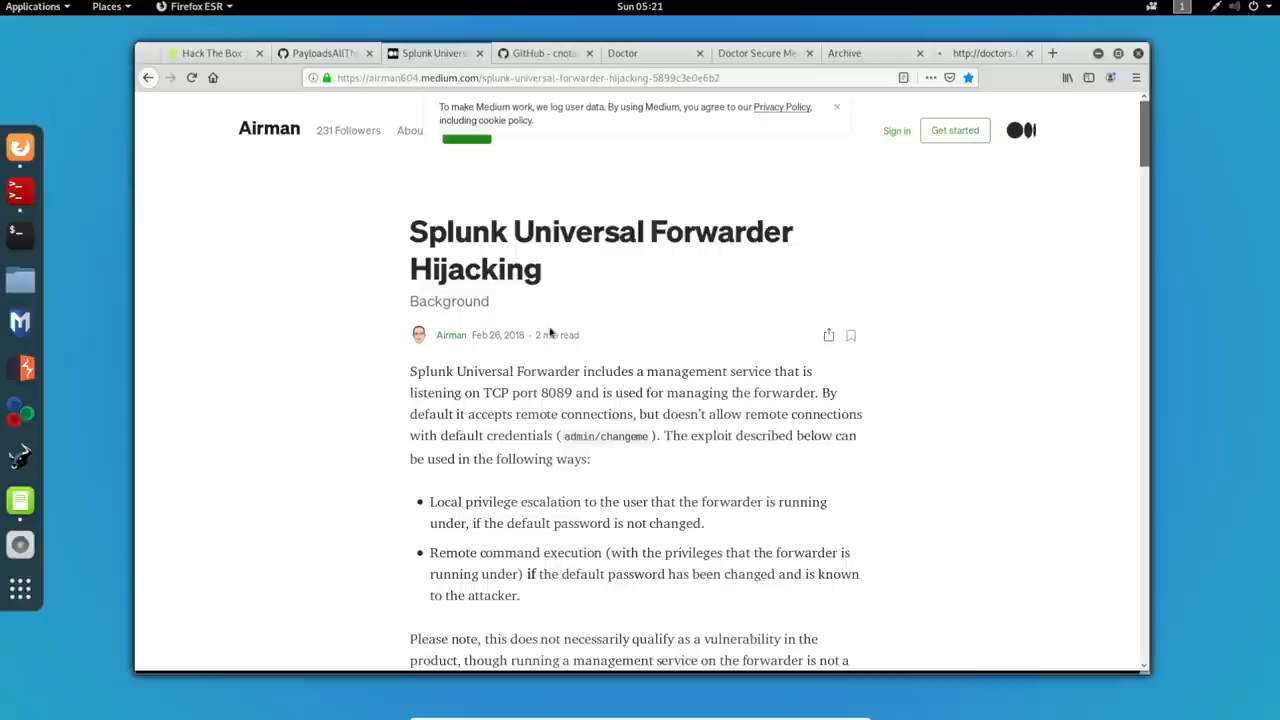 Applications
Places
Firefox ESR
Sun 05:21
1
Hack The Box
PayloadsAllTh
Splunk Univers
GitHub - cnotu
Doctor
Doctor Secure Me
Archive
http://doctors.
https://airman604.medium.com/splunk-universal-forwarder-hijacking-5899c3e0e6b2
To make Medium work, we log user data. By using Medium, you agree to our Privacy Policy,
including cookie policy.
Airman
231 Followers
Abou
Sign in
Get started
Splunk Universal Forwarder
Hijacking
Background
Airman Feb 26, 2018 · 2 min read
Splunk Universal Forwarder includes a management service that is
listening on TCP port 8089 and is used for managing the forwarder. By
default it accepts remote connections, but doesn't allow remote connections
with default credentials ( admin/changeme ). The exploit described below can
be used in the following ways:
• Local privilege escalation to the user that the forwarder is running
under, if the default password is not changed.
• Remote command execution (with the privileges that the forwarder is
running under) if the default password has been changed and is known
to the attacker.
Please note, this does not necessarily qualify as a vulnerability in the
product, though running a management service on the forwarder is not a